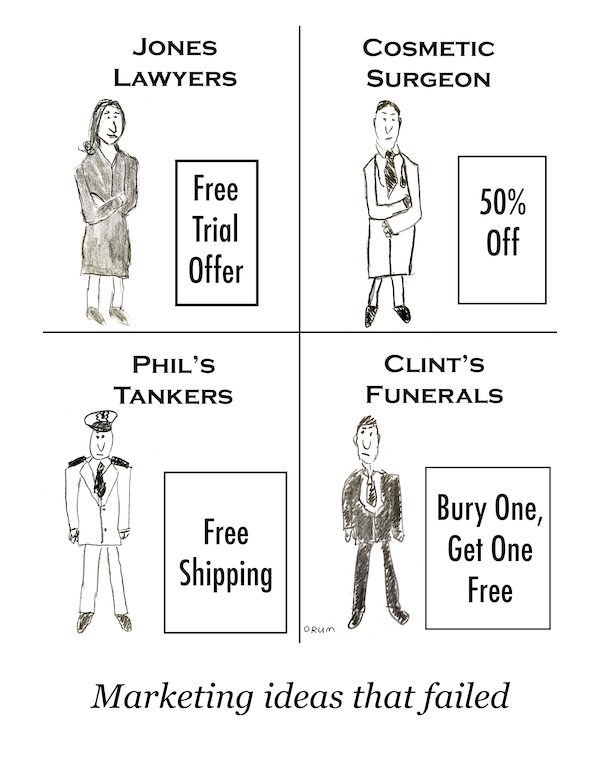 JONES
LAWYERS
Free
Trial
Offer
COSMETIC
SURGEON
50%
Off
PHIL'S
TANKERS
Free
Shipping
CLINT'S
FUNERALS
Bury One,
Get One
Free
ORUM
Marketing ideas that failed